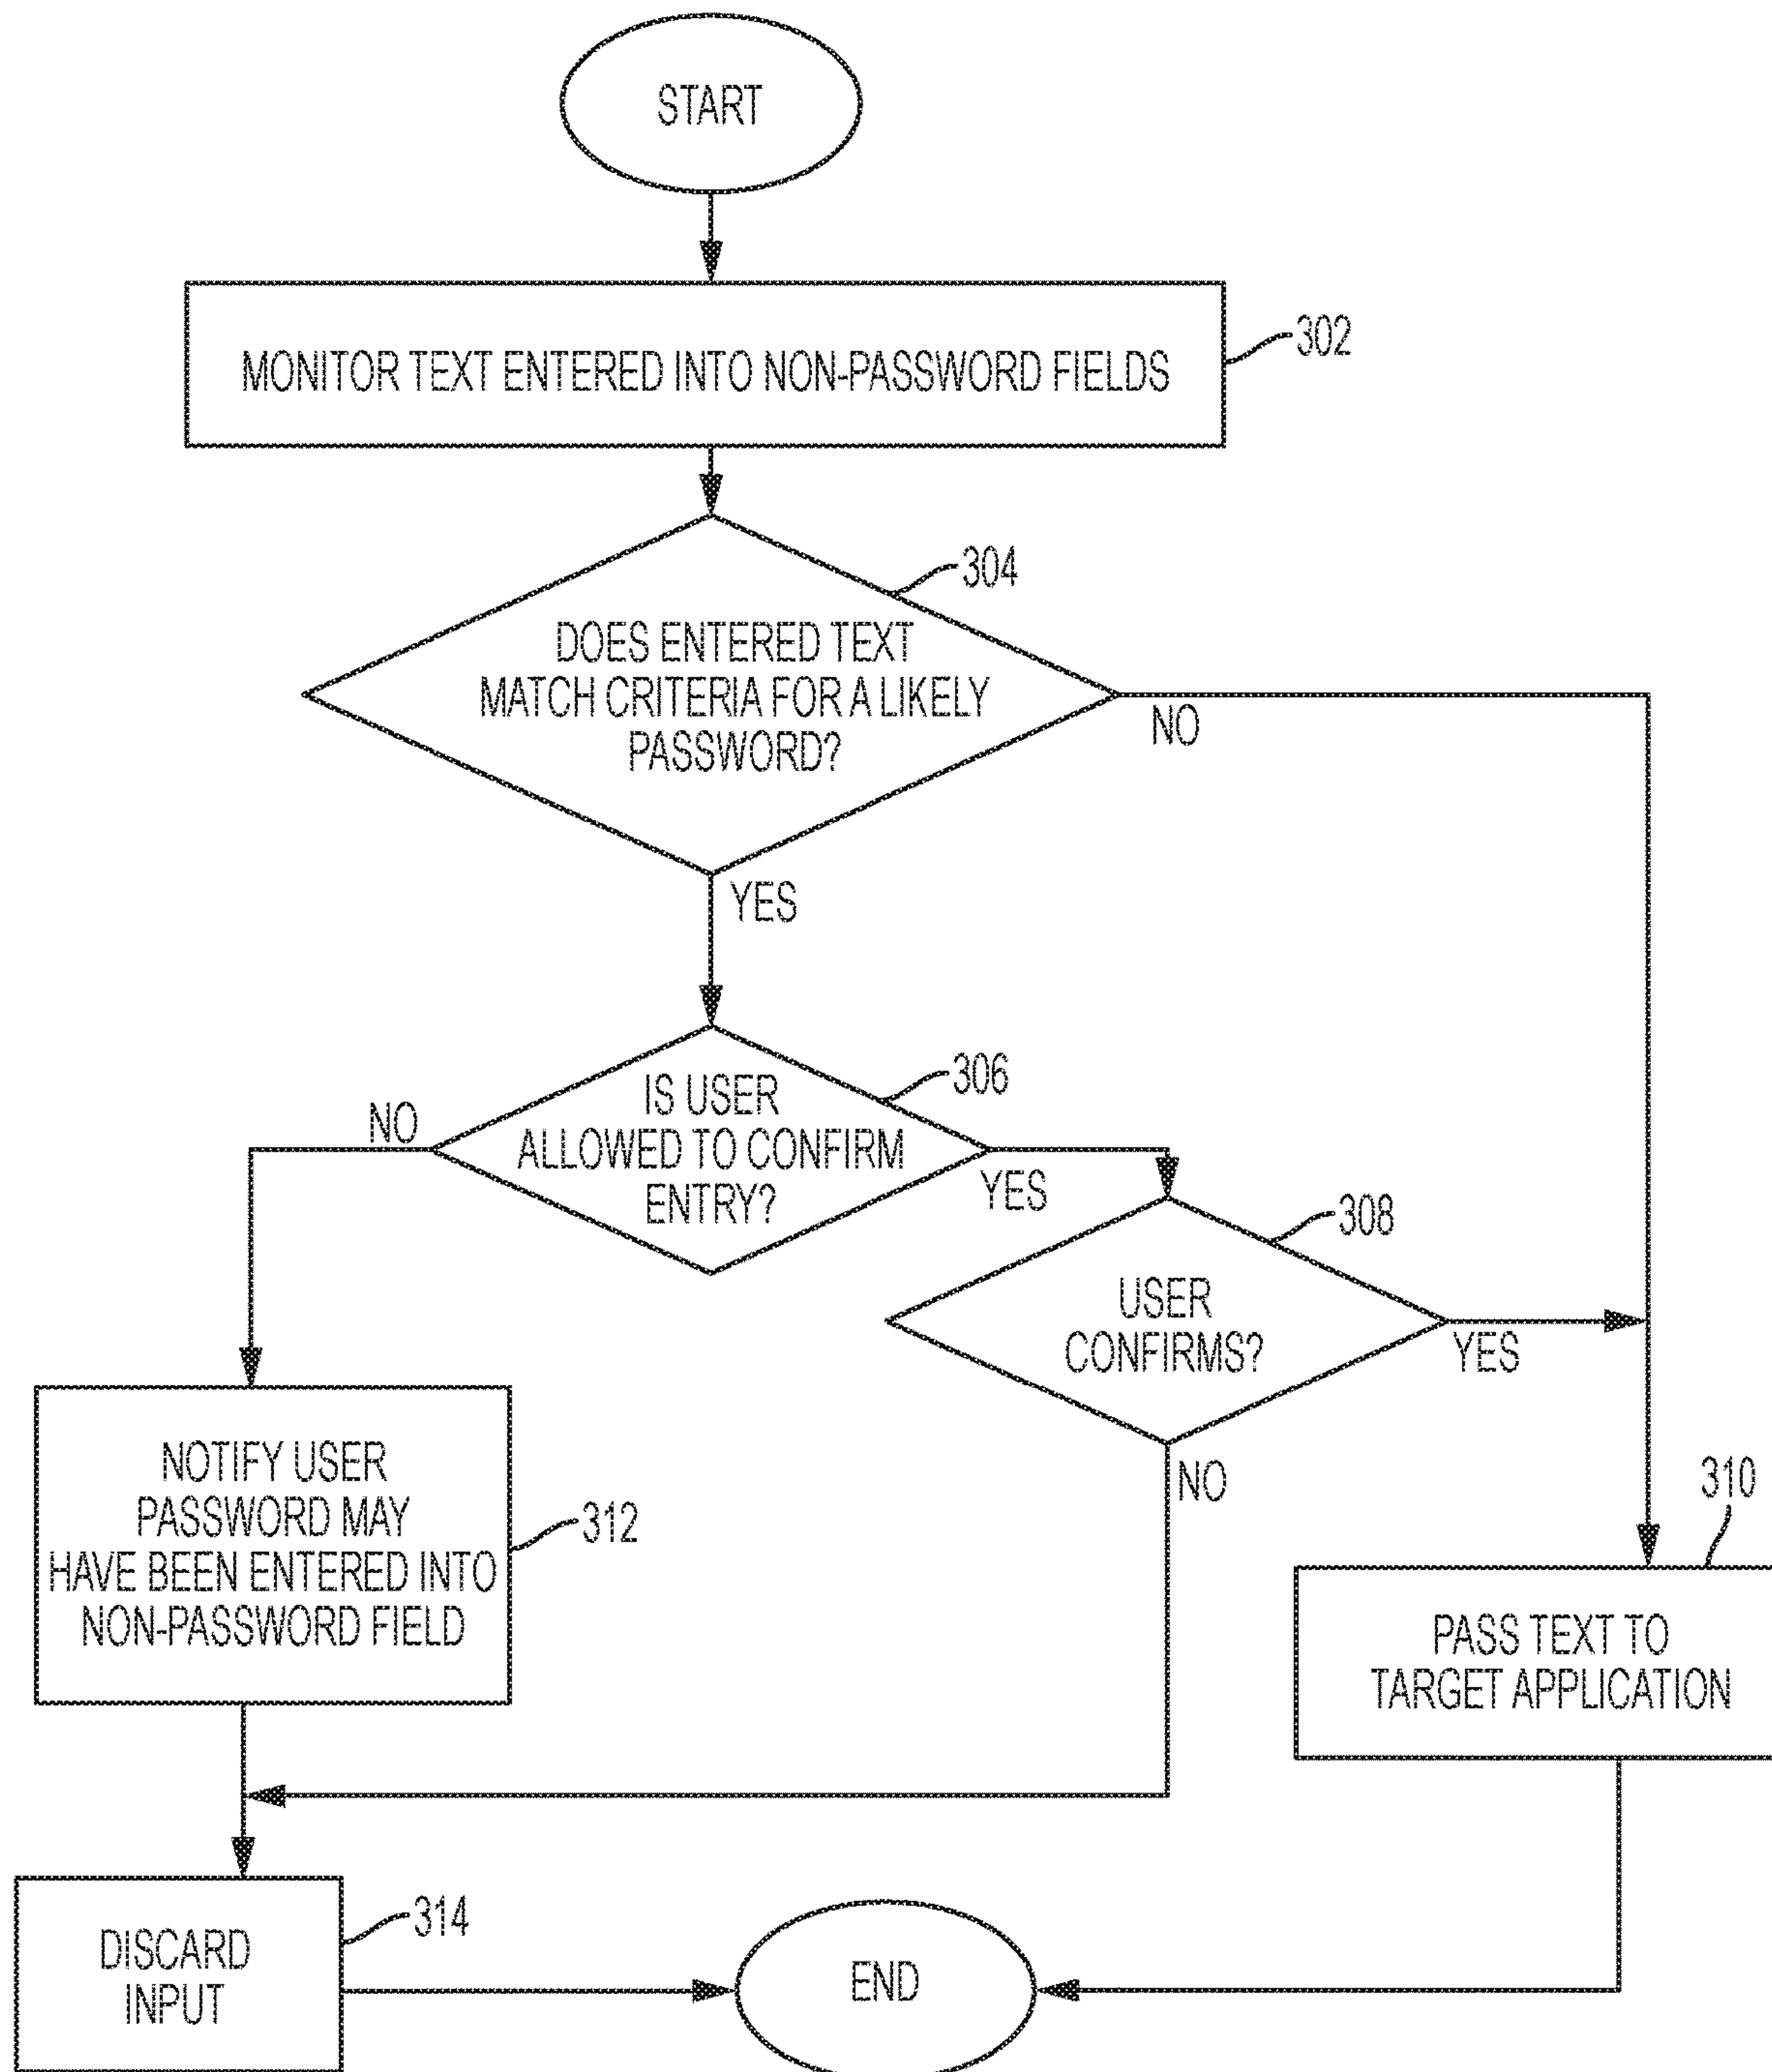 START
MONITOR TEXT ENTERED INTO NON-PASSWORD FIELDS
302
304
DOES ENTERED TEXT
MATCH CRITERIA FOR A LIKELY
PASSWORD?
NO
YES
306
IS USER
ALLOWED TO CONFIRM
ENTRY?
NO
YES
308
USER
CONFIRMS?
YES
NO
310
NOTIFY USER
PASSWORD MAY
HAVE BEEN ENTERED INTO
NON-PASSWORD FIELD
312
PASS TEXT TO
TARGET APPLICATION
314
DISCARD
INPUT
END